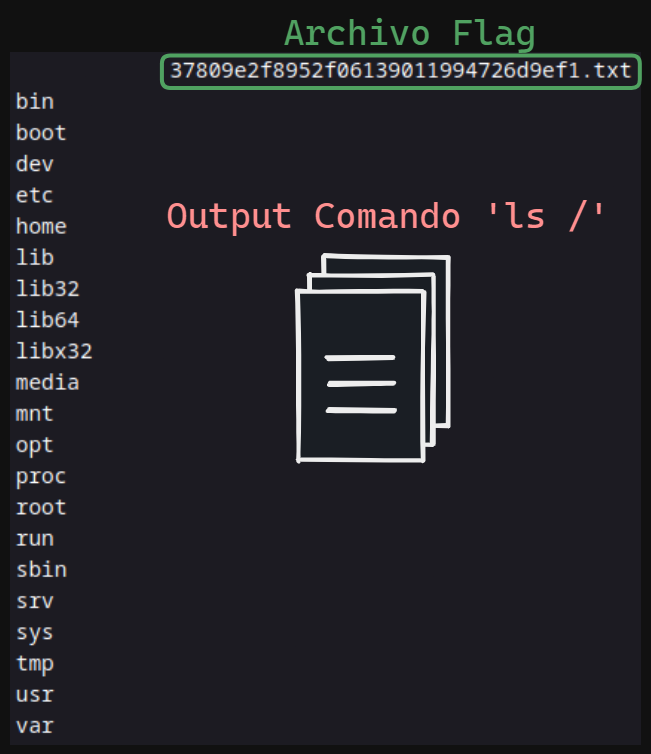 Archivo Flag
37809e2f8952f06139011994726d9ef1.txt
bin
boot
dev
etc
home
Output Comando 'ls /'
lib
lib32
lib64
libx32
media
mnt
opt
proc
root
run
sbin
srv
sys
tmp
usr
var